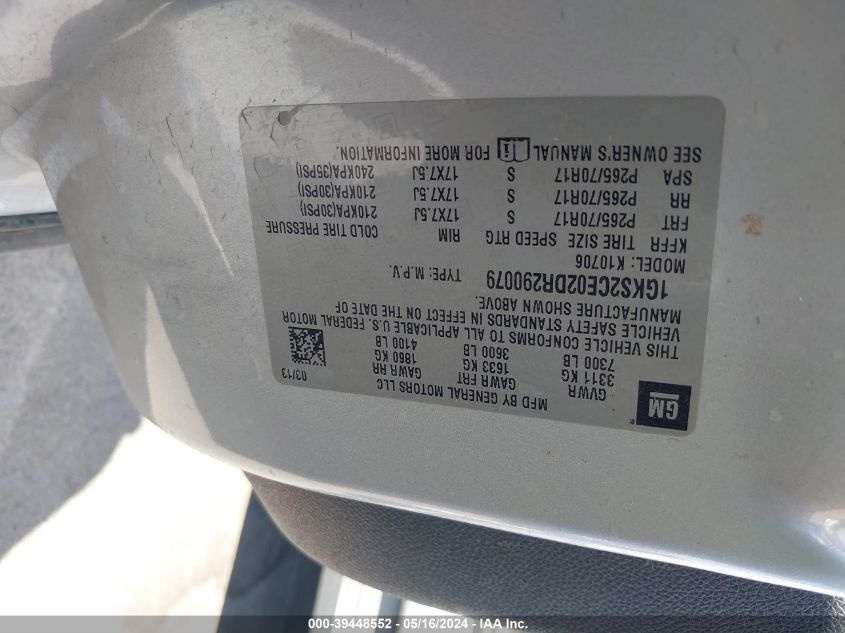 GM
MFD BY GENERAL MOTORS LLC
03/13
GVWR GAWR FRT GAWR RR
3311 KG 1633 KG 1860 KG
7300 LB 3600 LB 4100 LB
THIS VEHICLE CONFORMS TO ALL APPLICABLE U.S. FEDERAL MOTOR
VEHICLE SAFETY STANDARDS IN EFFECT ON THE DATE OF
MANUFACTURE SHOWN ABOVE.
1GKS2CE02DR290079 TYPE: M.P.V.
MODEL: K10706
KFFR TIRE SIZE SPEED RTG RIM COLD TIRE PRESSURE
FRT P265/70R17 S 17X7.5J 210KPA(30PSI)
RR P265/70R17 S 17X7.5J 210KPA(30PSI)
SPA P265/70R17 S 17X7.5J 240KPA(35PSI)
SEE OWNER'S MANUAL FOR MORE INFORMATION.
000-39448552 - 05/16/2024 - IMPACT AUTO AUCTIONS INC.